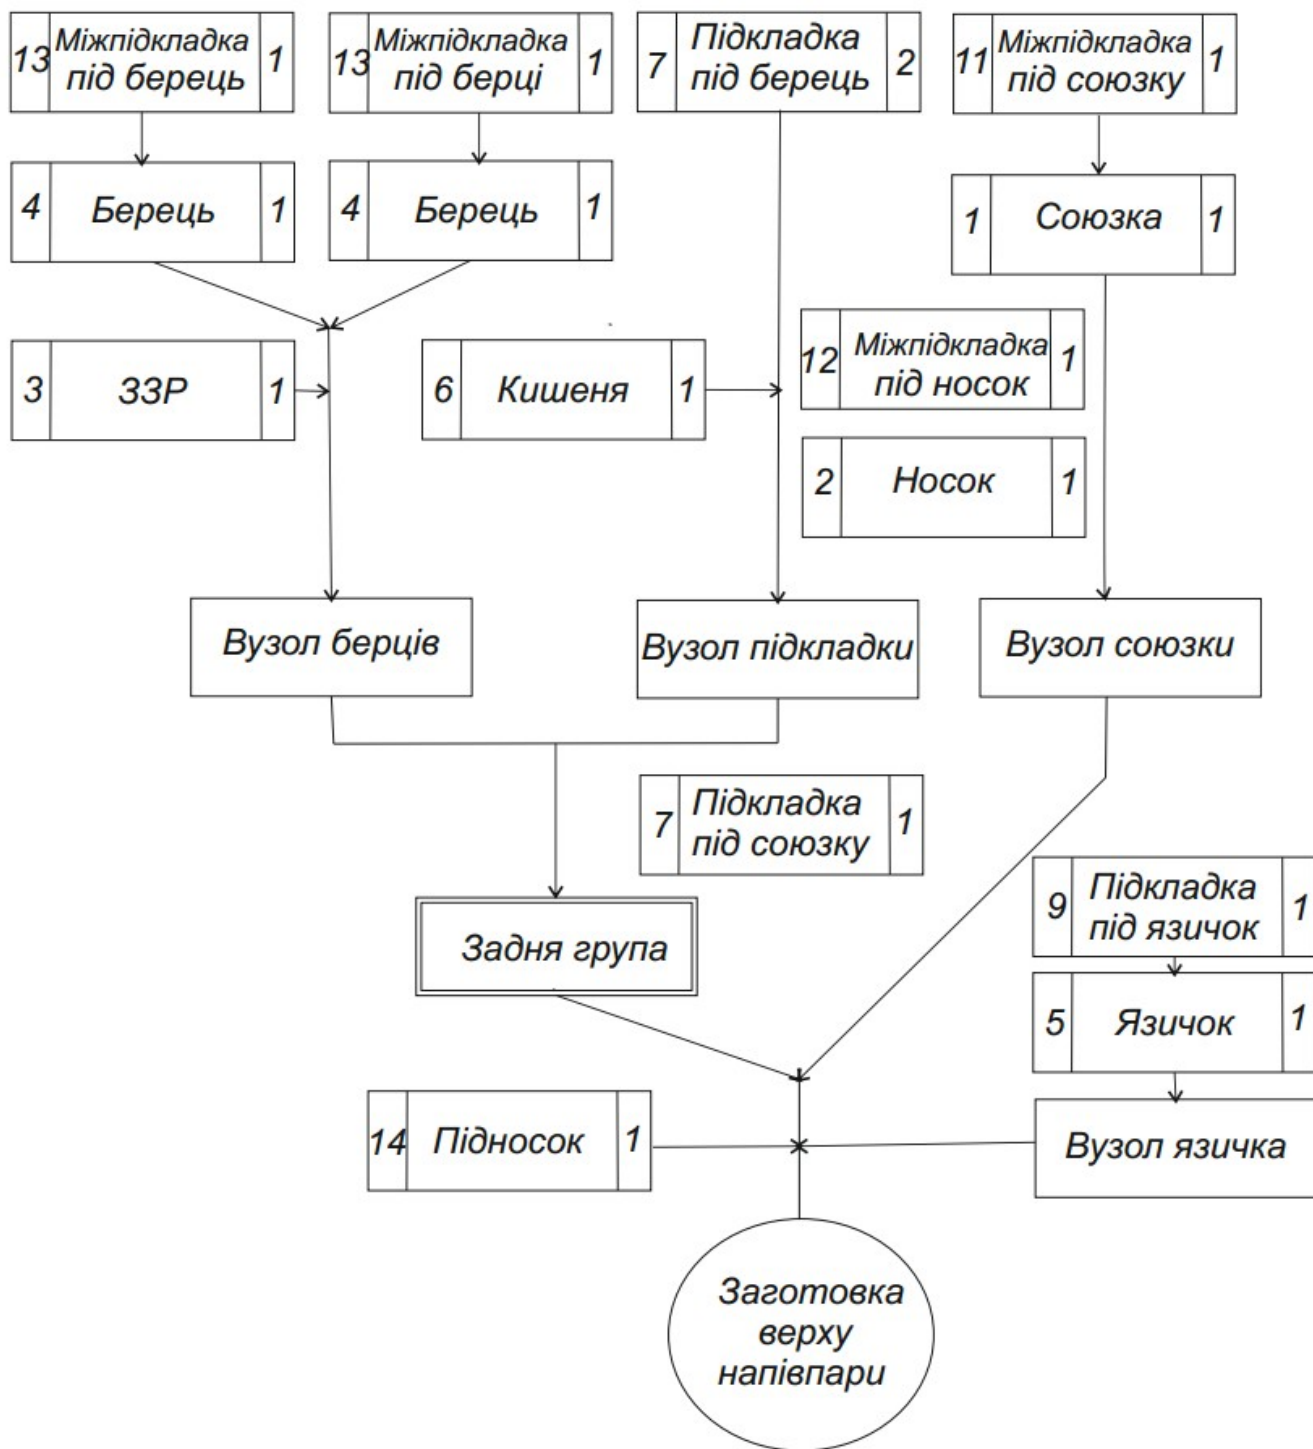 13 Міжпідкладка під берець 1
13 Міжпідкладка під берці 1
7 Підкладка під берець 2
11 Міжпідкладка під союзку 1
4 Берець 1
4 Берець 1
1 Союзка 1
3 ЗЗР 1
6 Кишеня 1
12 Міжпідкладка під носок 1
2 Носок 1
Вузол берців
Вузол підкладки
Вузол союзки
7 Підкладка під союзку 1
9 Підкладка під язичок 1
Задня група
5 Язичок 1
14 Підносок 1
Вузол язичка
Заготовка
верху
напівпари